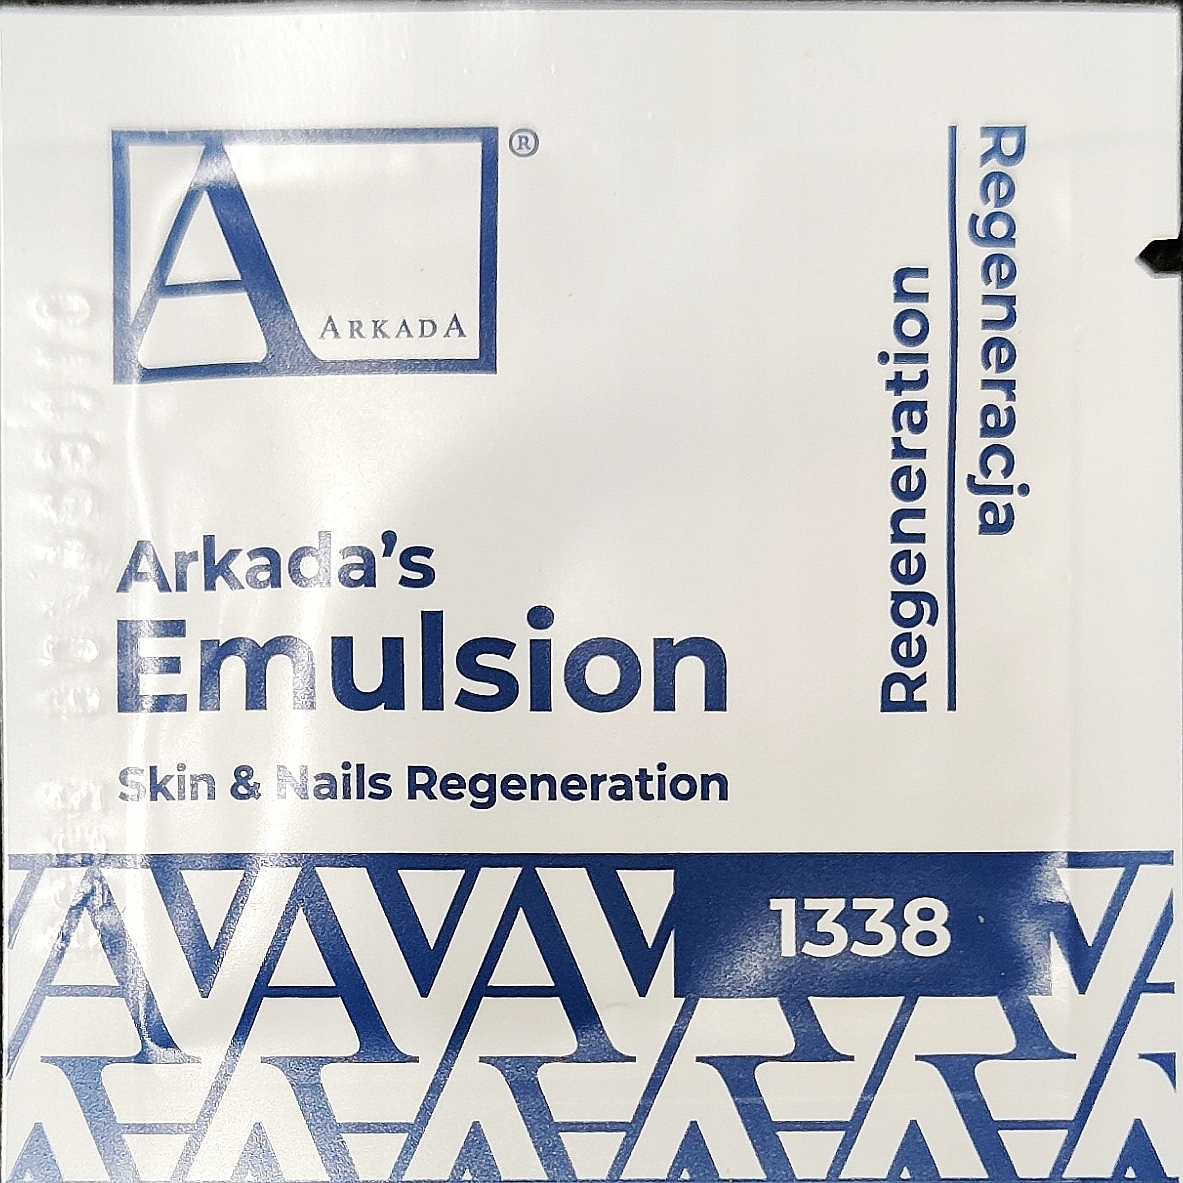 ARKADA
®
Regeneracja
Regeneration
Arkada's
Emulsion
Skin & Nails Regeneration
1338